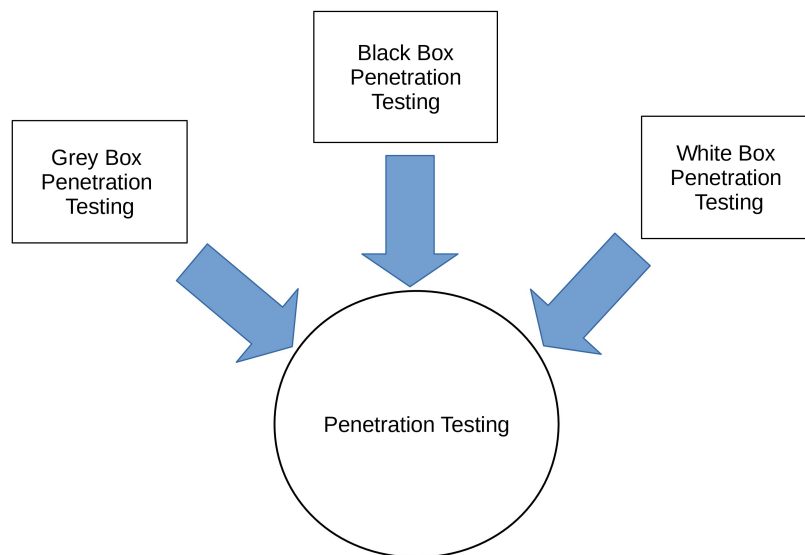 Black Box
Penetration
Testing
Grey Box
Penetration
Testing
White Box
Penetration
Testing
Penetration Testing